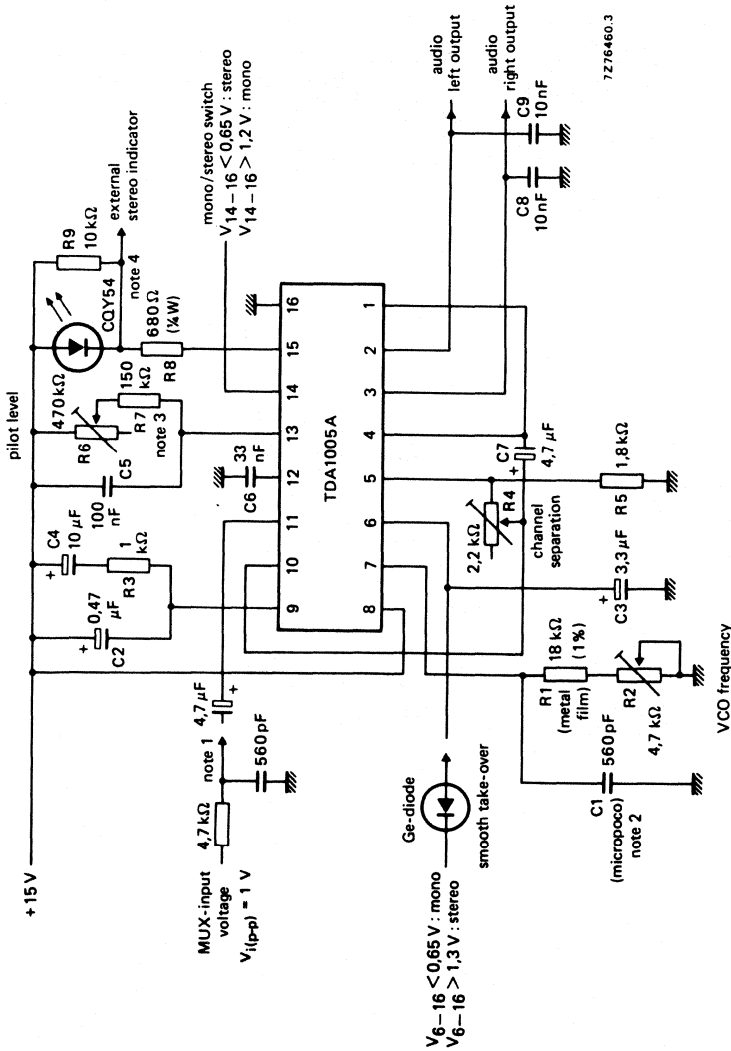 +15 V
pilot level
MUX-input
voltage
Vi(p-p) = 1 V
4,7 kΩ
note 1
560 pF
4,7 μF
+
+
C2
0,47
μF
+
C4
10 μF
R3
1
kΩ
100
nF
C5
R6
470 kΩ
R7
150
kΩ
note 3
C6
33
nF
CQY54
R8
680 Ω
(¼W)
R9
10 kΩ
external
stereo indicator
note 4
mono/stereo switch
V14−16 < 0,65 V : stereo
V14−16 > 1,2 V : mono
9
10
11
12
13
14
15
16
TDA1005A
8
7
6
5
4
3
2
1
V6−16 < 0,65 V : mono
V6−16 > 1,3 V : stereo
Ge-diode
smooth take-over
C1
560 pF
(micropoco)
note 2
R1
(metal
film)
18 kΩ
(1%)
R2
4,7 kΩ
VCO frequency
+
C3
3,3 μF
2,2 kΩ
R4
channel
separation
R5
1,8 kΩ
+
C7
4,7 μF
C8
10 nF
C9
10 nF
audio
left output
audio
right output
7Z76460.3